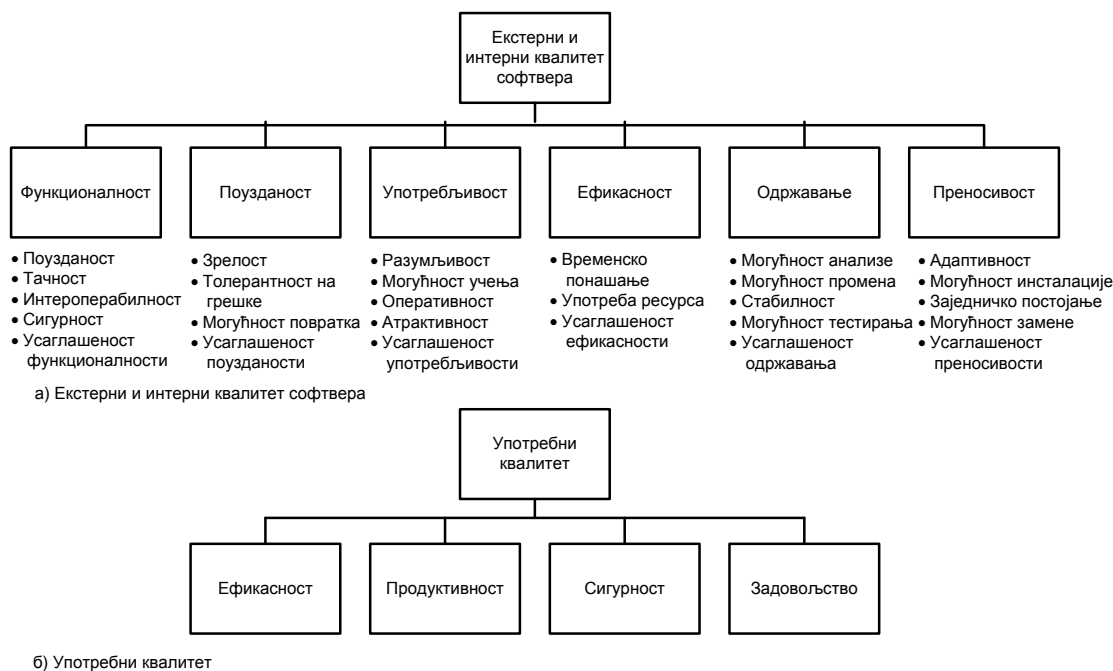 Екстерни и
интерни квалитет
софтвера
Функционалност
Поузданост
Употребљивост
Ефикасност
Одржавање
Преносивост
• Поузданост
• Тачност
• Интероперабилност
• Сигурност
• Усаглашеност
функционалности
• Зрелост
• Толерантност на
грешке
• Могућност повратка
• Усаглашеност
поузданости
• Разумљивост
• Могућност учења
• Оперативност
• Атрактивност
• Усаглашеност
употребљивости
• Временско
понашање
• Употреба ресурса
• Усаглашеност
ефикасности
• Могућност анализе
• Могућност промена
• Стабилност
• Могућност тестирања
• Усаглашеност
одржавања
• Адаптивност
• Могућност инсталације
• Заједничко постојање
• Могућност замене
• Усаглашеност
преносивости
а) Екстерни и интерни квалитет софтвера
Употребни
квалитет
Ефикасност
Продуктивност
Сигурност
Задовољство
б) Употребни квалитет